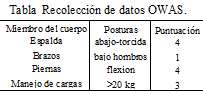 Tabla Recolección de datos OWAS.
Miembro del cuerpo Posturas Puntuación
Espalda abajo-torcida 4
Brazos bajo hombros 1
Piernas flexion 4
Manejo de cargas >20 kg 3